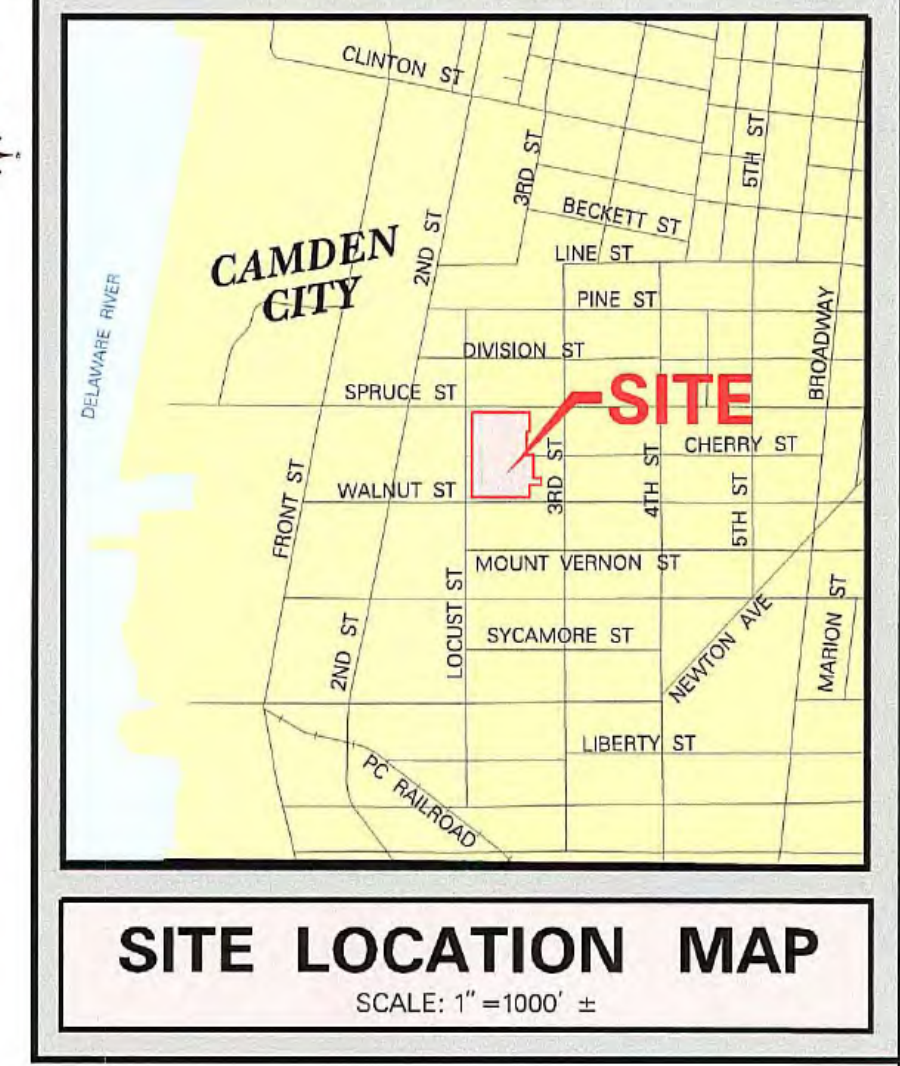 CLINTON ST
3RD ST
5TH ST
BECKETT ST
2ND ST
CAMDEN
CITY
LINE ST
PINE ST
DELAWARE RIVER
BROADWAY
DIVISION ST
SPRUCE ST
SITE
CHERRY ST
WALNUT ST
FRONT ST
3RD ST
4TH ST
5TH ST
MOUNT VERNON ST
LOCUST ST
SYCAMORE ST
2ND ST
NEWTON AVE
MARION ST
LIBERTY ST
PC RAILROAD
SITE LOCATION MAP
SCALE: 1" =1000' ±